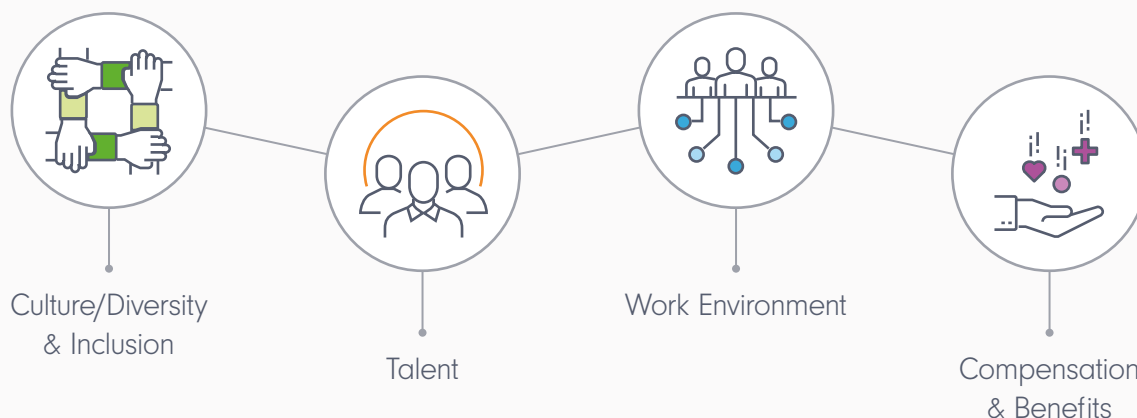 Culture/Diversity
& Inclusion
Talent
Work Environment
Compensation
& Benefits